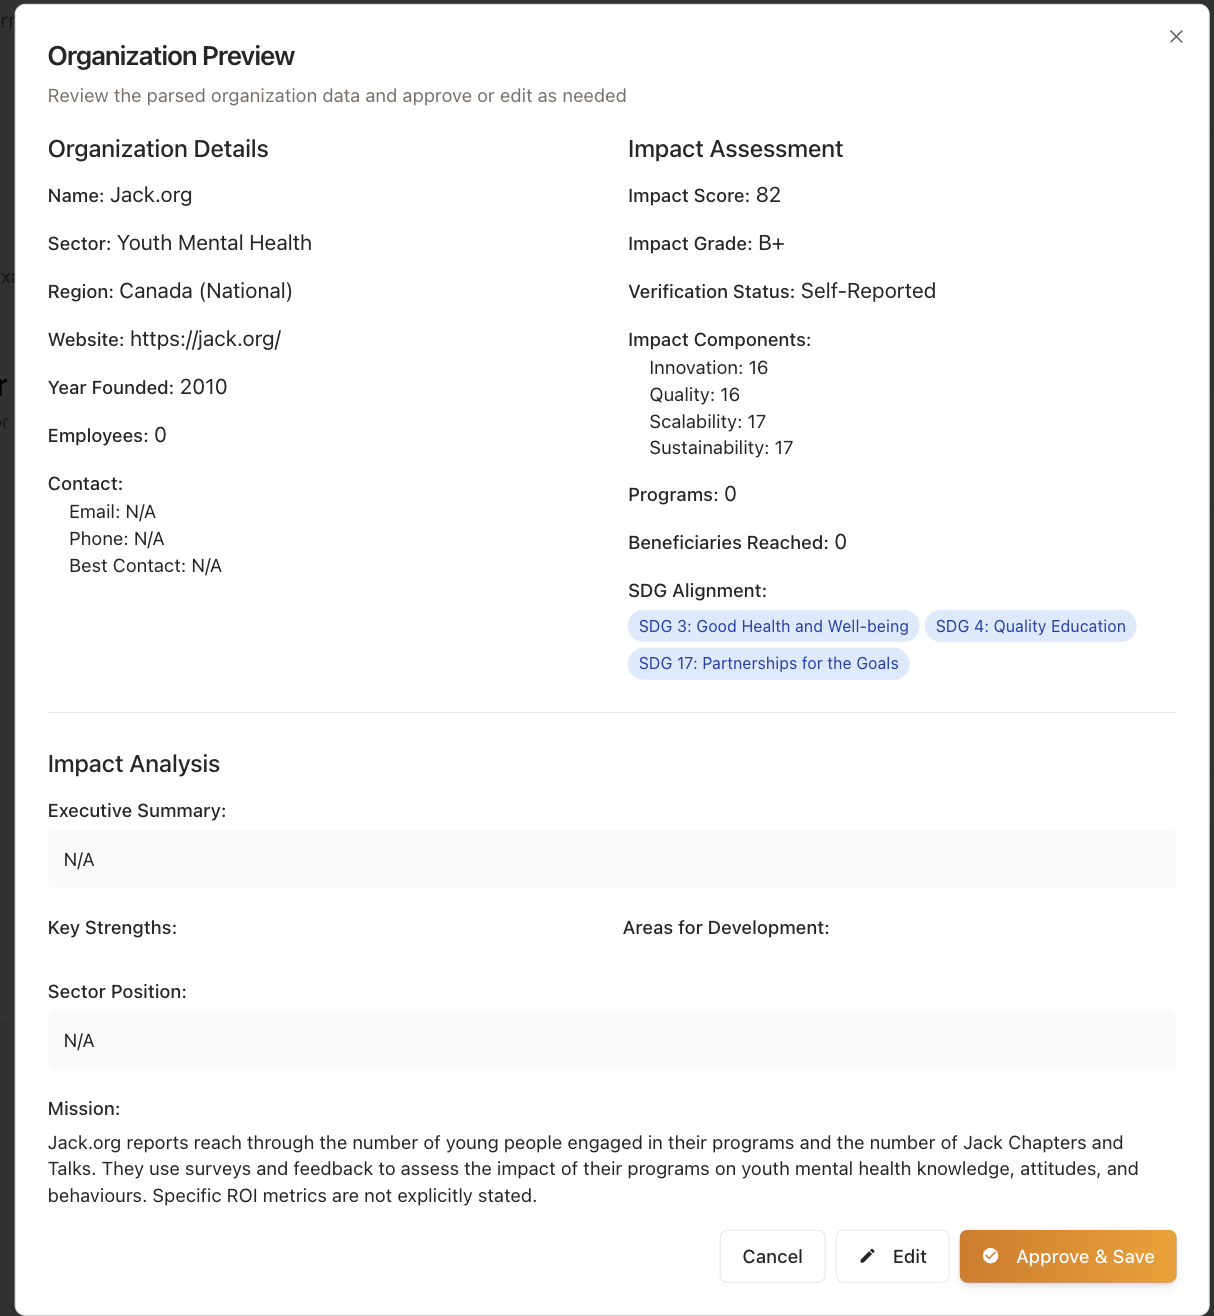 Organization Preview
Review the parsed organization data and approve or edit as needed
Organization Details
Name: Jack.org
Sector: Youth Mental Health
Region: Canada (National)
Website: https://jack.org/
Year Founded: 2010
Employees: 0
Contact:
Email: N/A
Phone: N/A
Best Contact: N/A
Impact Assessment
Impact Score: 82
Impact Grade: B+
Verification Status: Self-Reported
Impact Components:
Innovation: 16
Quality: 16
Scalability: 17
Sustainability: 17
Programs: 0
Beneficiaries Reached: 0
SDG Alignment:
SDG 3: Good Health and Well-being
SDG 4: Quality Education
SDG 17: Partnerships for the Goals
Impact Analysis
Executive Summary:
N/A
Key Strengths:
Areas for Development:
Sector Position:
N/A
Mission:
Jack.org reports reach through the number of young people engaged in their programs and the number of Jack Chapters and
Talks. They use surveys and feedback to assess the impact of their programs on youth mental health knowledge, attitudes, and
behaviours. Specific ROI metrics are not explicitly stated.
Cancel
Edit
Approve & Save